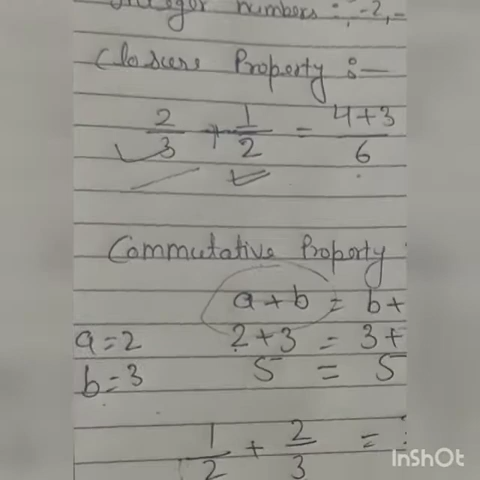 Integer numbers :, -2, -
Closure Property :-
2/3 + 1/2 = 4+3/6
Commutative Property
a + b = b+
a=2 2+3 = 3+
b=3 5 = 5
1/2 + 2/3 =
InShOt